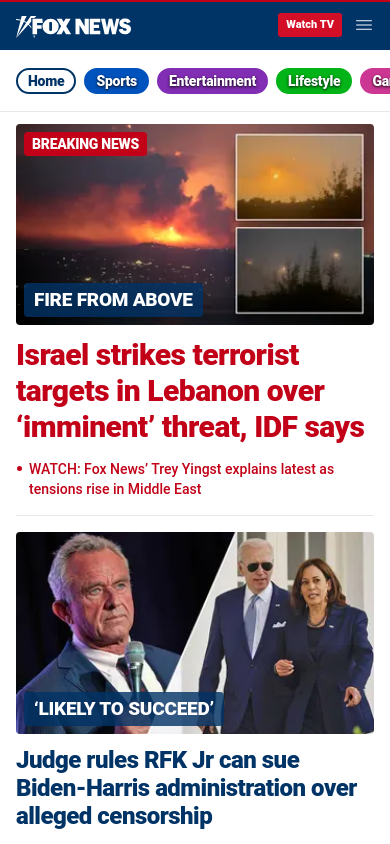 FOX NEWS
Watch TV
Home Sports Entertainment Lifestyle
BREAKING NEWS
FIRE FROM ABOVE
Israel strikes terrorist
targets in Lebanon over
‘imminent’ threat, IDF says
• WATCH: Fox News’ Trey Yingst explains latest as
tensions rise in Middle East
‘LIKELY TO SUCCEED’
Judge rules RFK Jr can sue
Biden-Harris administration over
alleged censorship